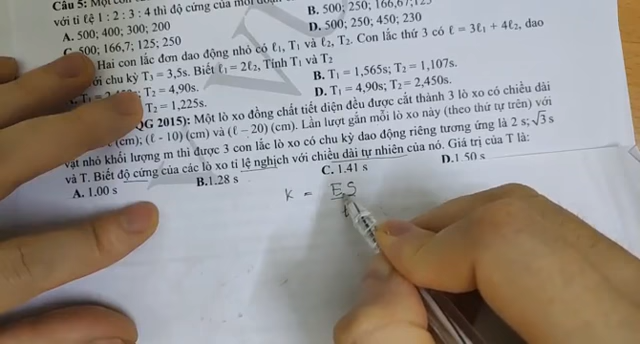 Câu 5: Một con
với tỉ lệ 1 : 2 : 3 : 4 thì độ cứng của mỗi
A. 500; 400; 300; 200
B. 500; 250; 166,67; 125
C. 500; 166,7; 125; 250
D. 500; 250; 450; 230
Hai con lắc đơn dao động nhỏ có ℓ₁, T₁ và ℓ₂, T₂. Con lắc thứ 3 có ℓ = 3ℓ₁ + 4ℓ₂, dao
với chu kỳ T₃ = 3,5s. Biết ℓ₁ = 2ℓ₂, Tính T₁ và T₂
T₂ = 4,90s.
B. T₁ = 1,565s; T₂ = 1,107s.
T₂ = 1,225s.
D. T₁ = 4,90s; T₂ = 2,450s.
QG 2015): Một lò xo đồng chất tiết diện đều được cắt thành 3 lò xo có chiều dài
(cm); (ℓ - 10) (cm) và (ℓ – 20) (cm). Lần lượt gắn mỗi lò xo này (theo thứ tự trên) với
vật nhỏ khối lượng m thì được 3 con lắc lò xo có chu kỳ dao động riêng tương ứng là 2 s; √3 s
và T. Biết độ cứng của các lò xo tỉ lệ nghịch với chiều dài tự nhiên của nó. Giá trị của T là:
A. 1.00 s
B.1.28 s
C. 1.41 s
D.1.50 s
K = ES